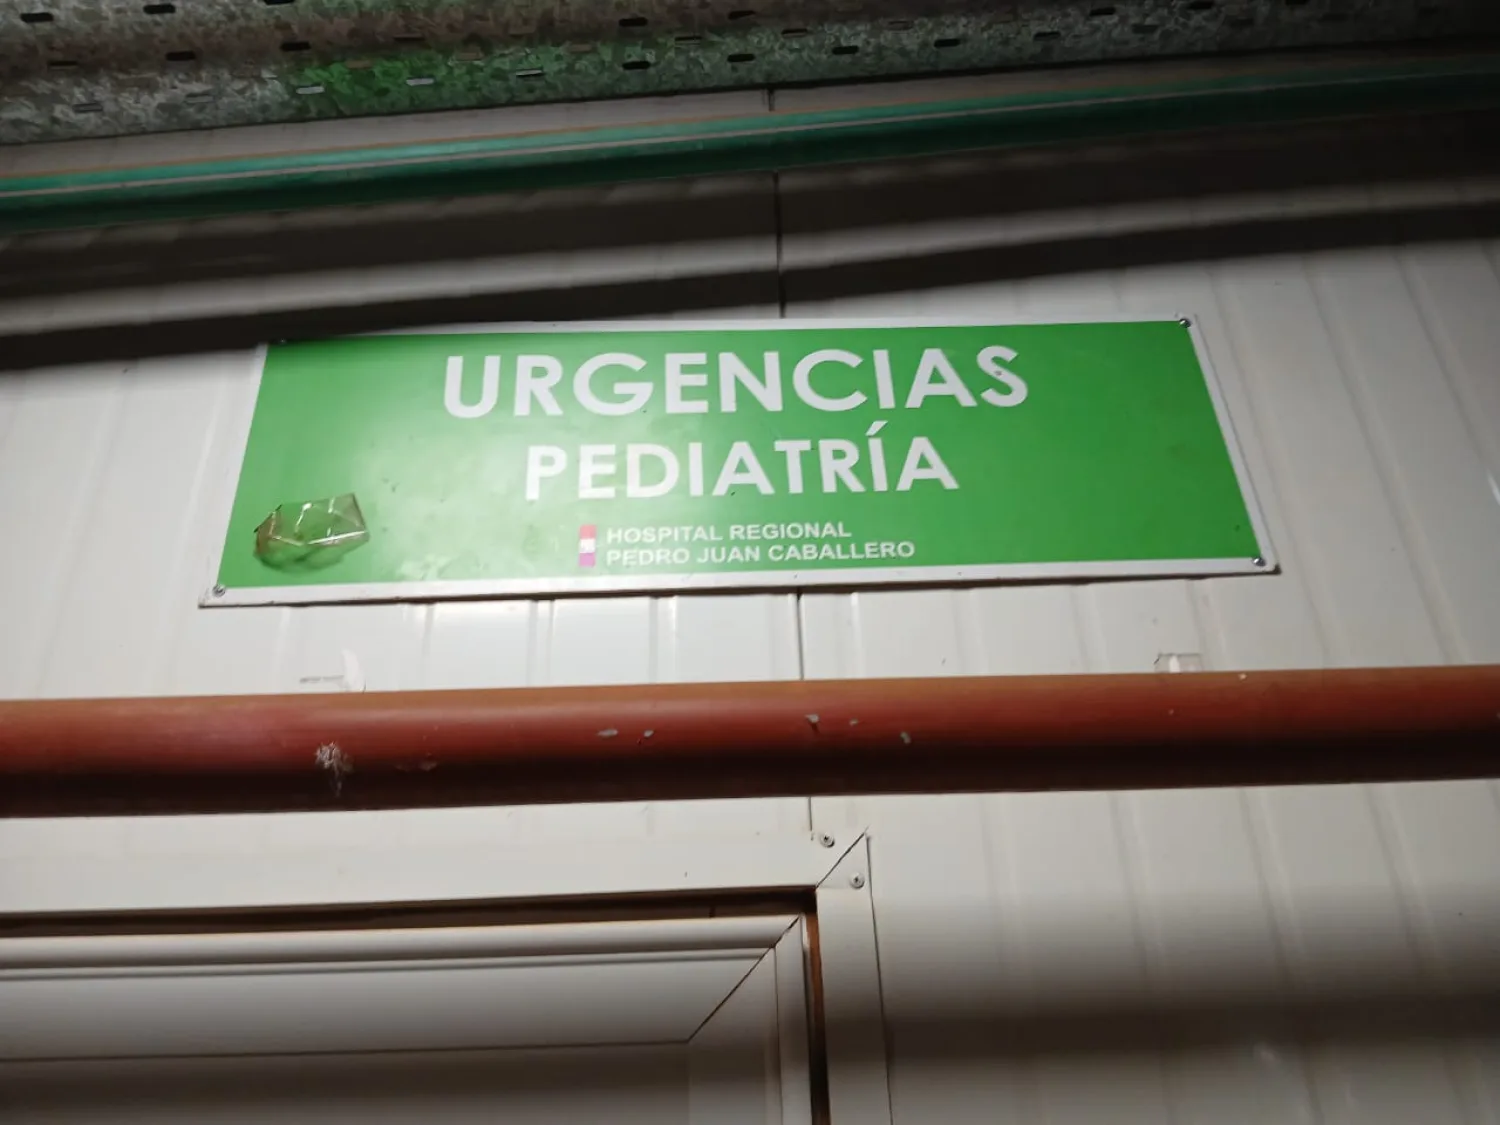 URGENCIAS
PEDIATRÍA
HOSPITAL REGIONAL
PEDRO JUAN CABALLERO